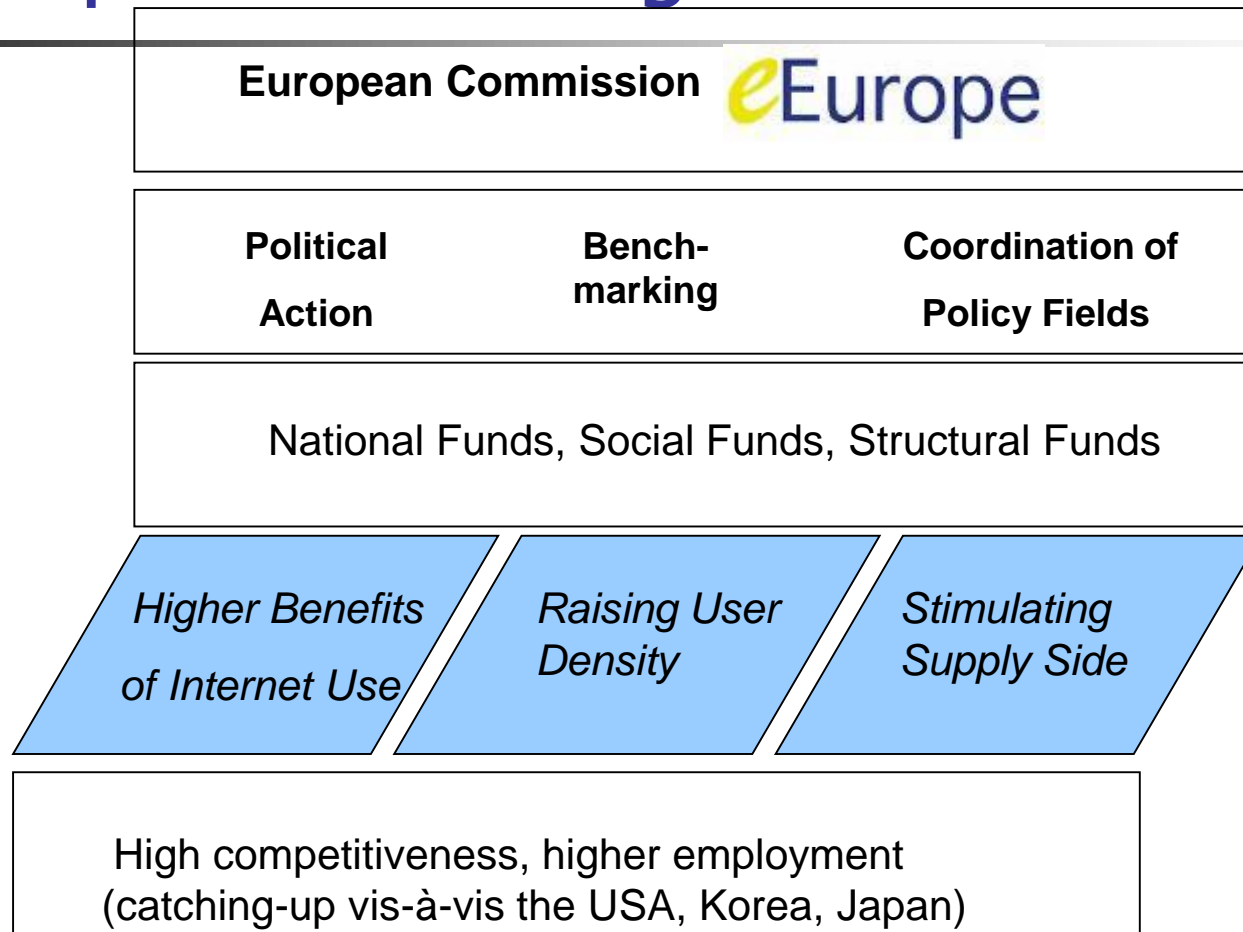 European Commission eEurope
Political
Action
Bench-
marking
Coordination of
Policy Fields
National Funds, Social Funds, Structural Funds
Higher Benefits
of Internet Use
Raising User
Density
Stimulating
Supply Side
High competitiveness, higher employment
(catching-up vis-à-vis the USA, Korea, Japan)